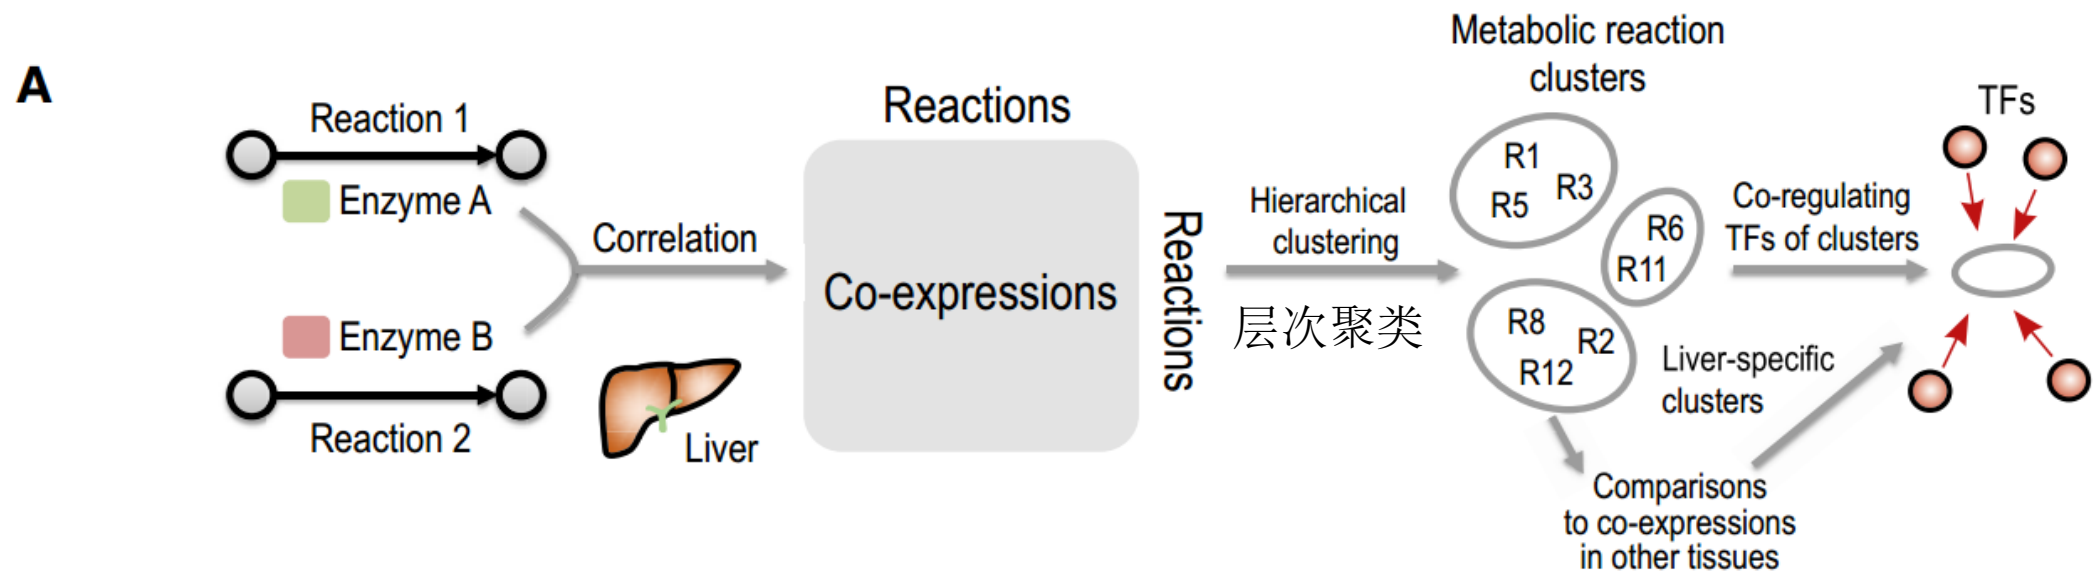 A
Reaction 1
Enzyme A
Enzyme B
Reaction 2
Correlation
Liver
Reactions
Co-expressions
Reactions
Hierarchical
clustering
层次聚类
Metabolic reaction
clusters
R1
R3
R5
R6
R11
R8
R2
R12
Liver-specific
clusters
Comparisons
to co-expressions
in other tissues
Co-regulating
TFs of clusters
TFs